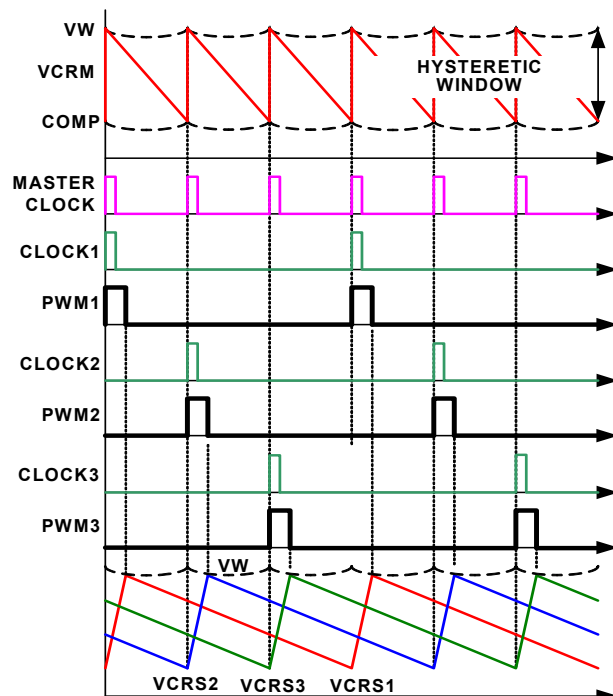 VW
VCRM
HYSTERETIC
WINDOW
COMP
MASTER
CLOCK
CLOCK1
PWM1
CLOCK2
PWM2
CLOCK3
PWM3
VW
VCRS2 VCRS3 VCRS1